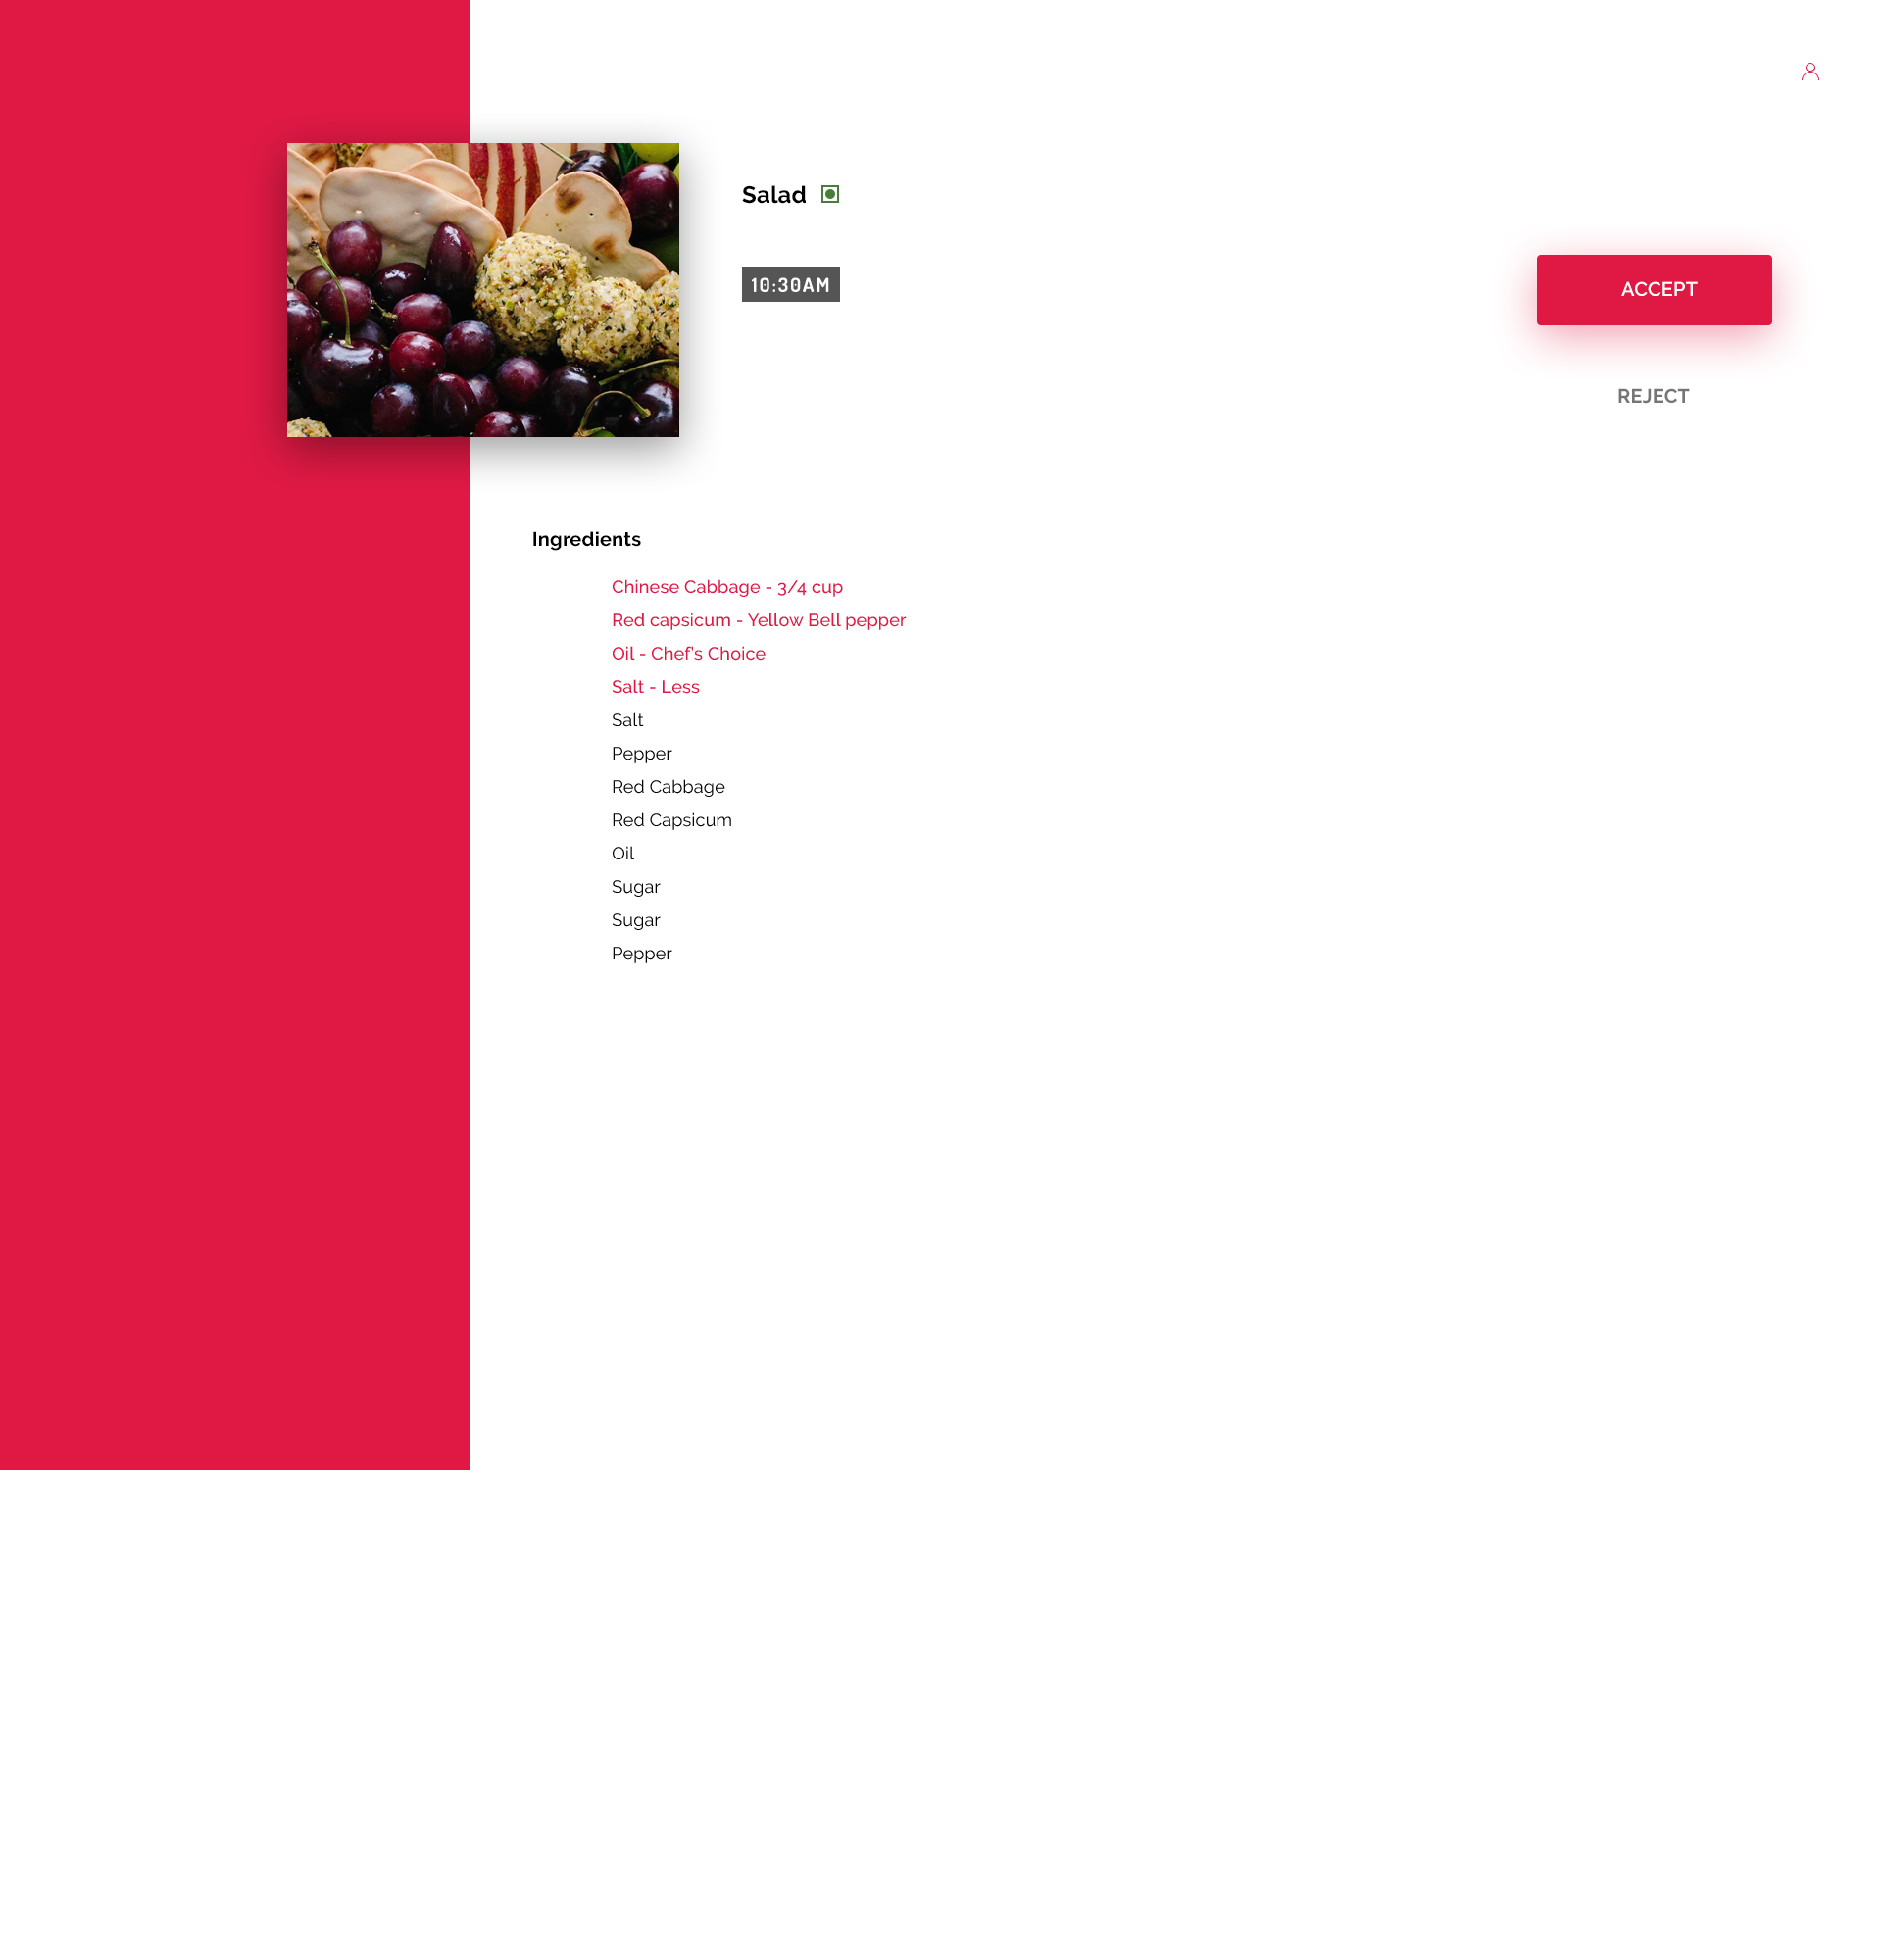 Salad
10:30AM
ACCEPT
REJECT
Ingredients
Chinese Cabbage - 3/4 cup
Red capsicum - Yellow Bell pepper
Oil - Chef's Choice
Salt - Less
Salt
Pepper
Red Cabbage
Red Capsicum
Oil
Sugar
Sugar
Pepper